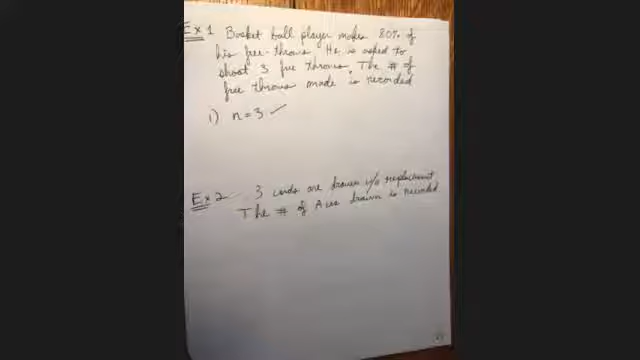 Ex 1 Basket ball player makes 80% of
his free-throws. He is asked to
shoot 3 free throws. The # of
free throws made is recorded
1) n = 3 ✓
Ex 2 3 cards are drawn w/o replacement
The # of Aces drawn is recorded